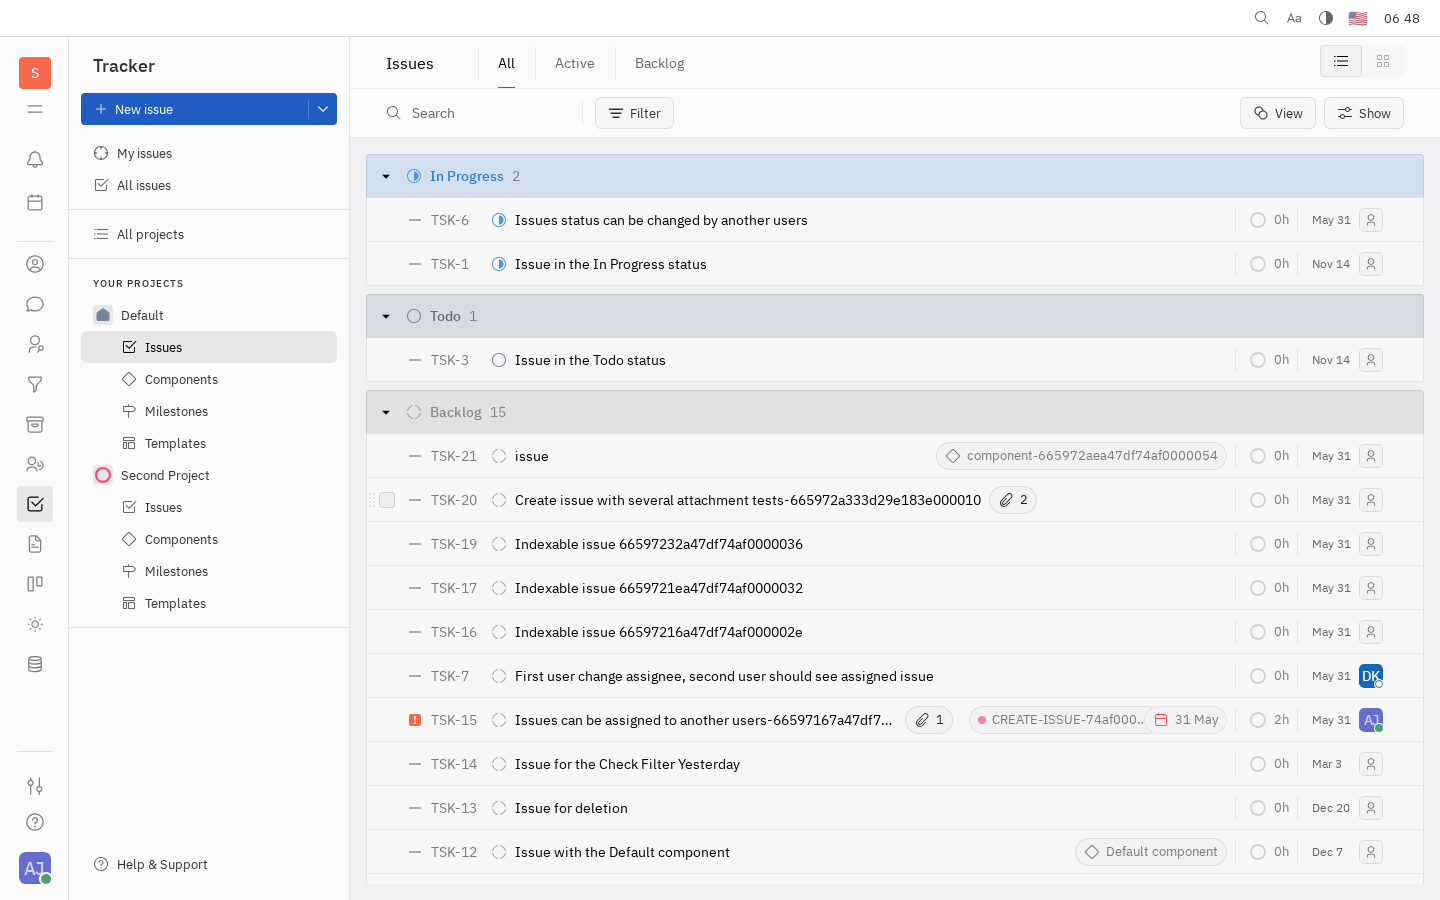 Aa 06 48
S
Tracker
New issue
My issues
All issues
All projects
YOUR PROJECTS
Default
Issues
Components
Milestones
Templates
Second Project
Issues
Components
Milestones
Templates
Help & Support
AJ
Issues All Active Backlog
Search Filter View Show
In Progress 2
TSK-6 Issues status can be changed by another users 0h May 31
TSK-1 Issue in the In Progress status 0h Nov 14
Todo 1
TSK-3 Issue in the Todo status 0h Nov 14
Backlog 15
TSK-21 issue component-665972aea47df74af0000054 0h May 31
TSK-20 Create issue with several attachment tests-665972a333d29e183e000010 2 0h May 31
TSK-19 Indexable issue 66597232a47df74af0000036 0h May 31
TSK-17 Indexable issue 6659721ea47df74af0000032 0h May 31
TSK-16 Indexable issue 66597216a47df74af000002e 0h May 31
TSK-7 First user change assignee, second user should see assigned issue 0h May 31 DK
TSK-15 Issues can be assigned to another users-66597167a47df7... 1 CREATE-ISSUE-74af000... 31 May 2h May 31 AJ
TSK-14 Issue for the Check Filter Yesterday 0h Mar 3
TSK-13 Issue for deletion 0h Dec 20
TSK-12 Issue with the Default component Default component 0h Dec 7